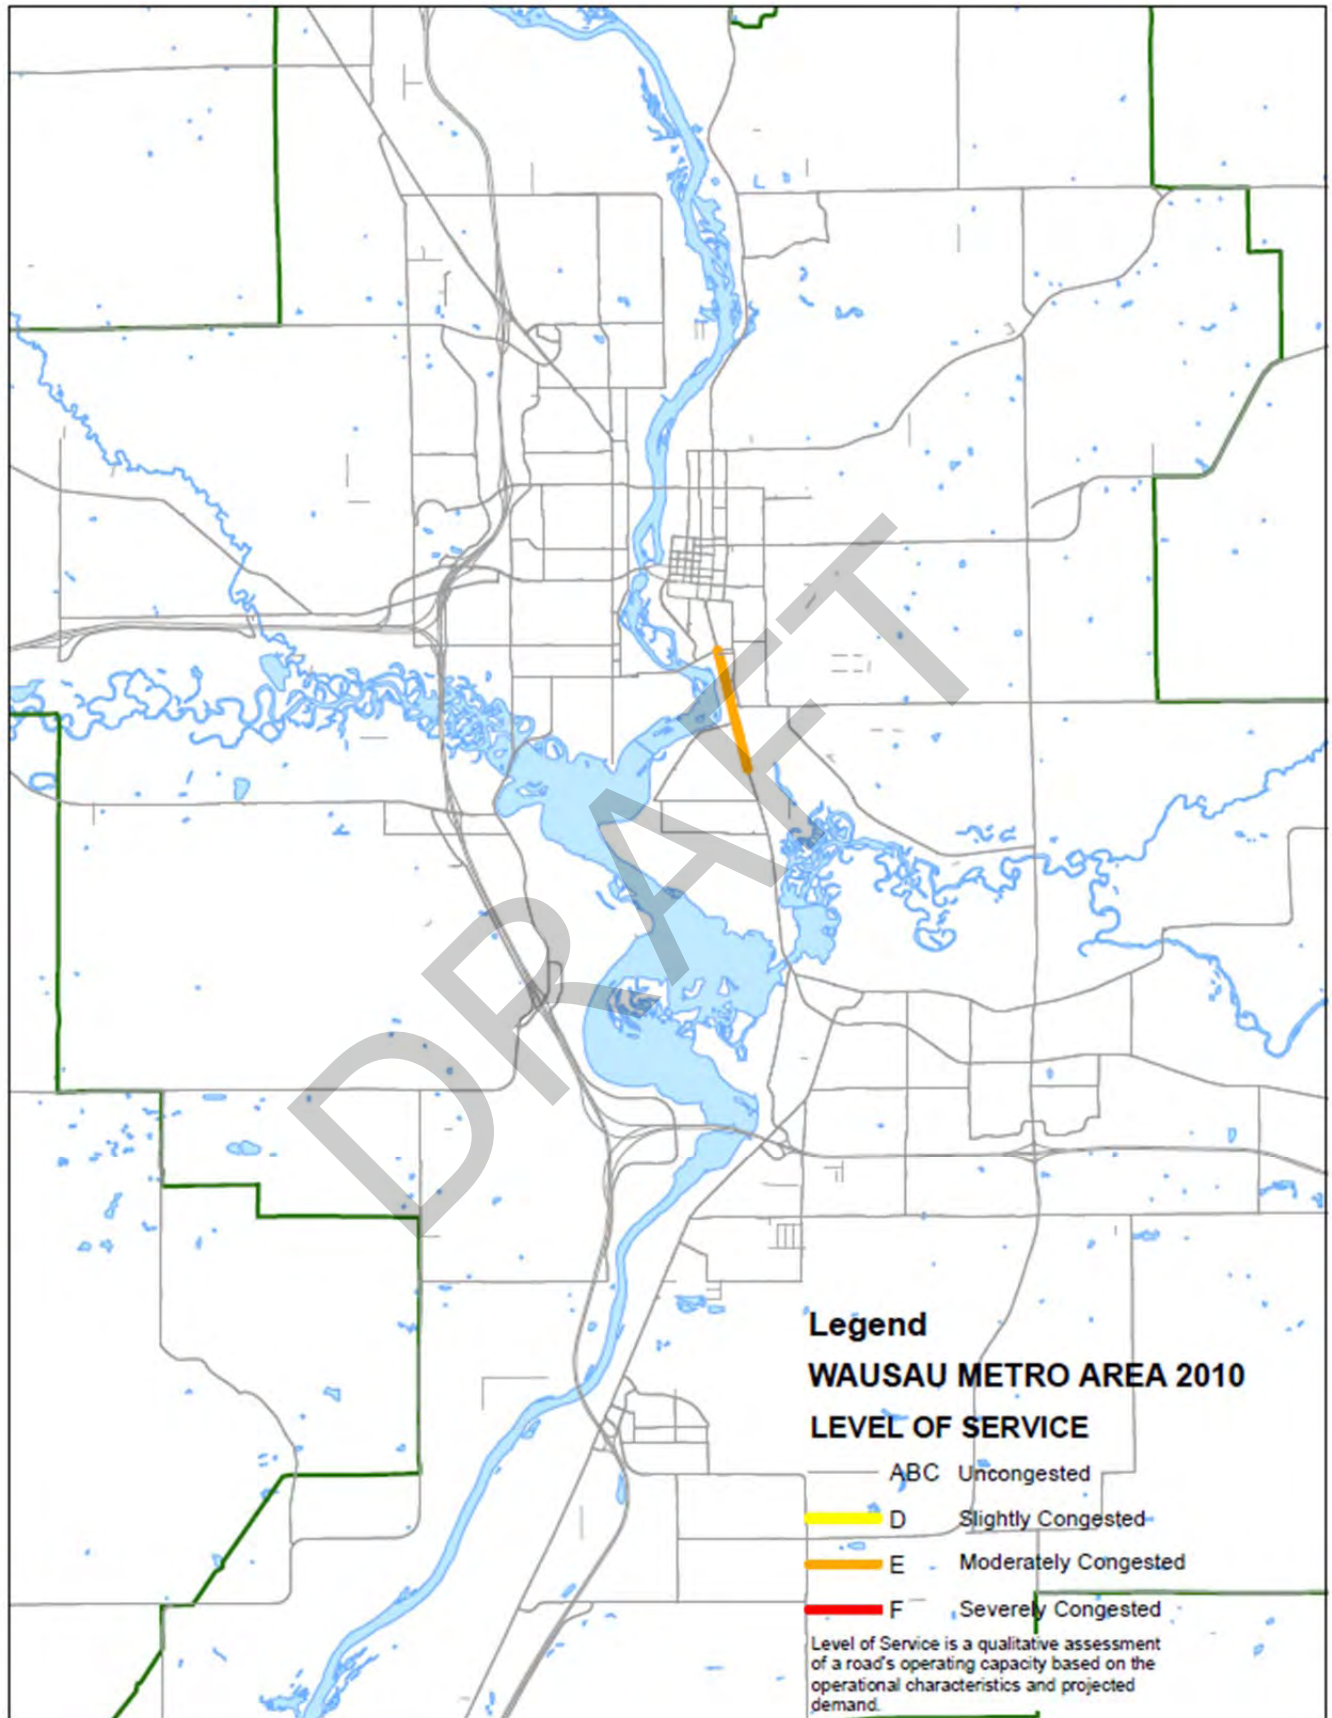 DRAFT
Legend
WAUSAU METRO AREA 2010
LEVEL OF SERVICE
ABC Uncongested
D Slightly Congested
E Moderately Congested
F Severely Congested
Level of Service is a qualitative assessment
of a road's operating capacity based on the
operational characteristics and projected
demand.